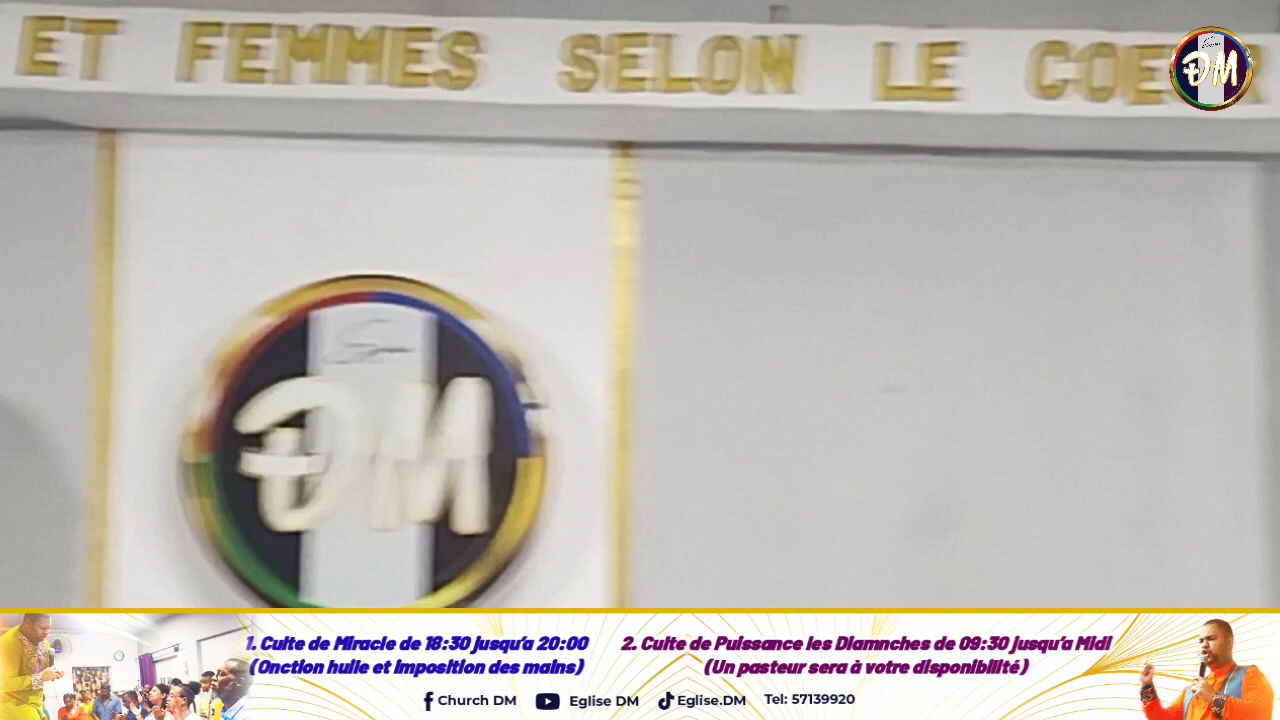 ET FEMMES SELON LE COEUR
DM
DM
1. Culte de Miracle de 18:30 jusqu'a 20:00
(Onction huile et imposition des mains)
2. Culte de Puissance les Diamnches de 09:30 jusqu'a Midi
(Un pasteur sera à votre disponibilité)
Church DM
Eglise DM
Eglise.DM
Tel: 57139920